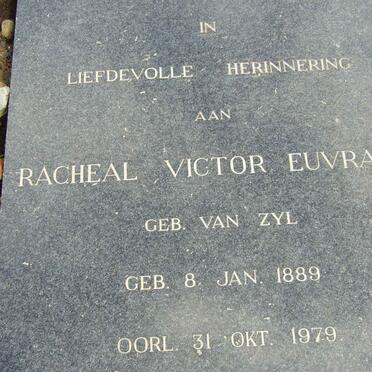 IN
LIEFDEVOLLE HERINNERING
AAN
RACHEAL VICTOR
GEB. VAN ZYL
GEB. 8. JAN. 1889
OORL. 31 OKT. 1979.